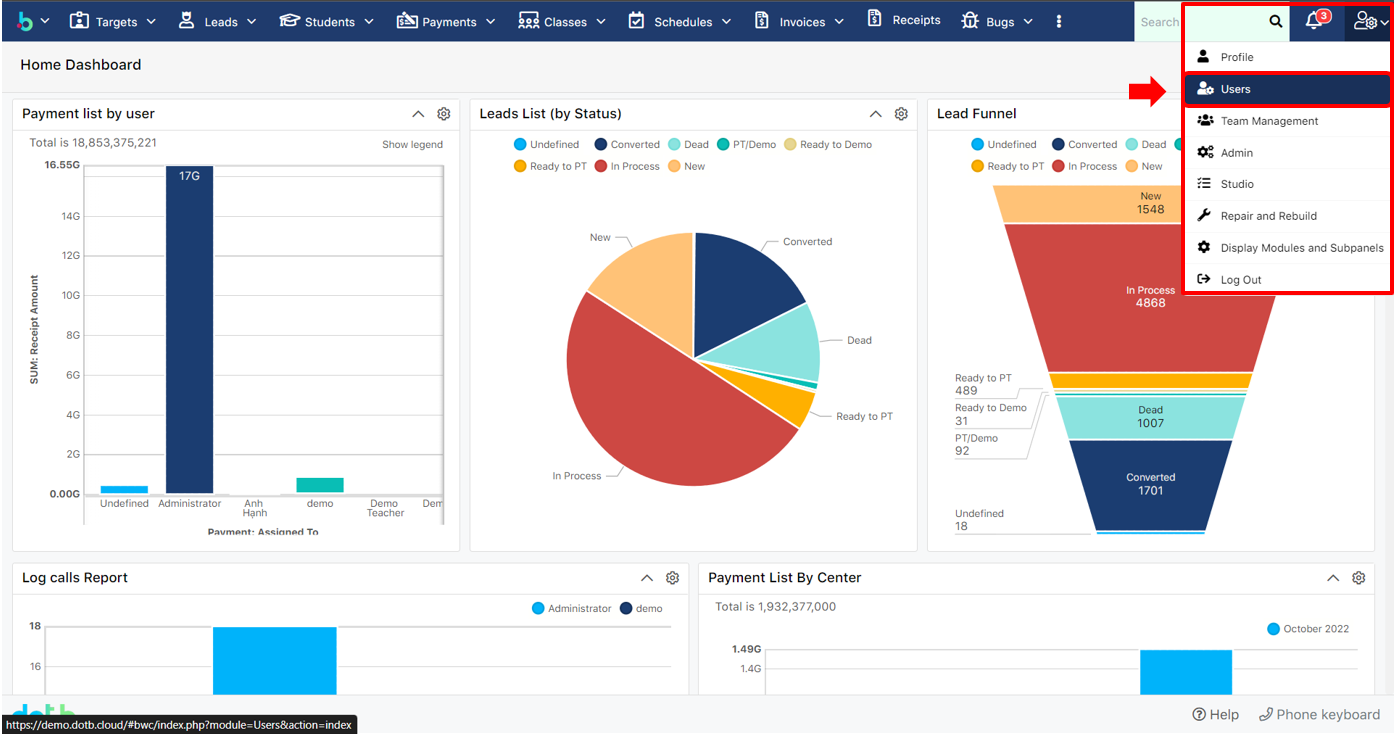 Targets Leads Students Payments Classes Schedules Invoices Receipts Bugs Search 3
Home Dashboard
Profile
Users
Team Management
Admin
Studio
Repair and Rebuild
Display Modules and Subpanels
Log Out
Payment list by user
Total is 18,853,375,221
Show legend
16.55G
17G
14G
12G
10G
8G
6G
4G
2G
0.00G
SUM: Receipt Amount
Undefined Administrator Anh Hạnh demo Demo Teacher Dem
Payment: Assigned To
Leads List (by Status)
Undefined Converted Dead PT/Demo Ready to Demo
Ready to PT In Process New
New
Converted
Dead
Ready to PT
In Process
Lead Funnel
Undefined Converted Dead
Ready to PT In Process New
New
1548
In Process
4868
Ready to PT
489
Ready to Demo
31
PT/Demo
92
Dead
1007
Converted
1701
Undefined
18
Log calls Report
Administrator demo
18
16
Payment List By Center
Total is 1,932,377,000
October 2022
1.49G
1.4G
dotb
https://demo.dotb.cloud/#bwc/index.php?module=Users&action=index
Help Phone keyboard